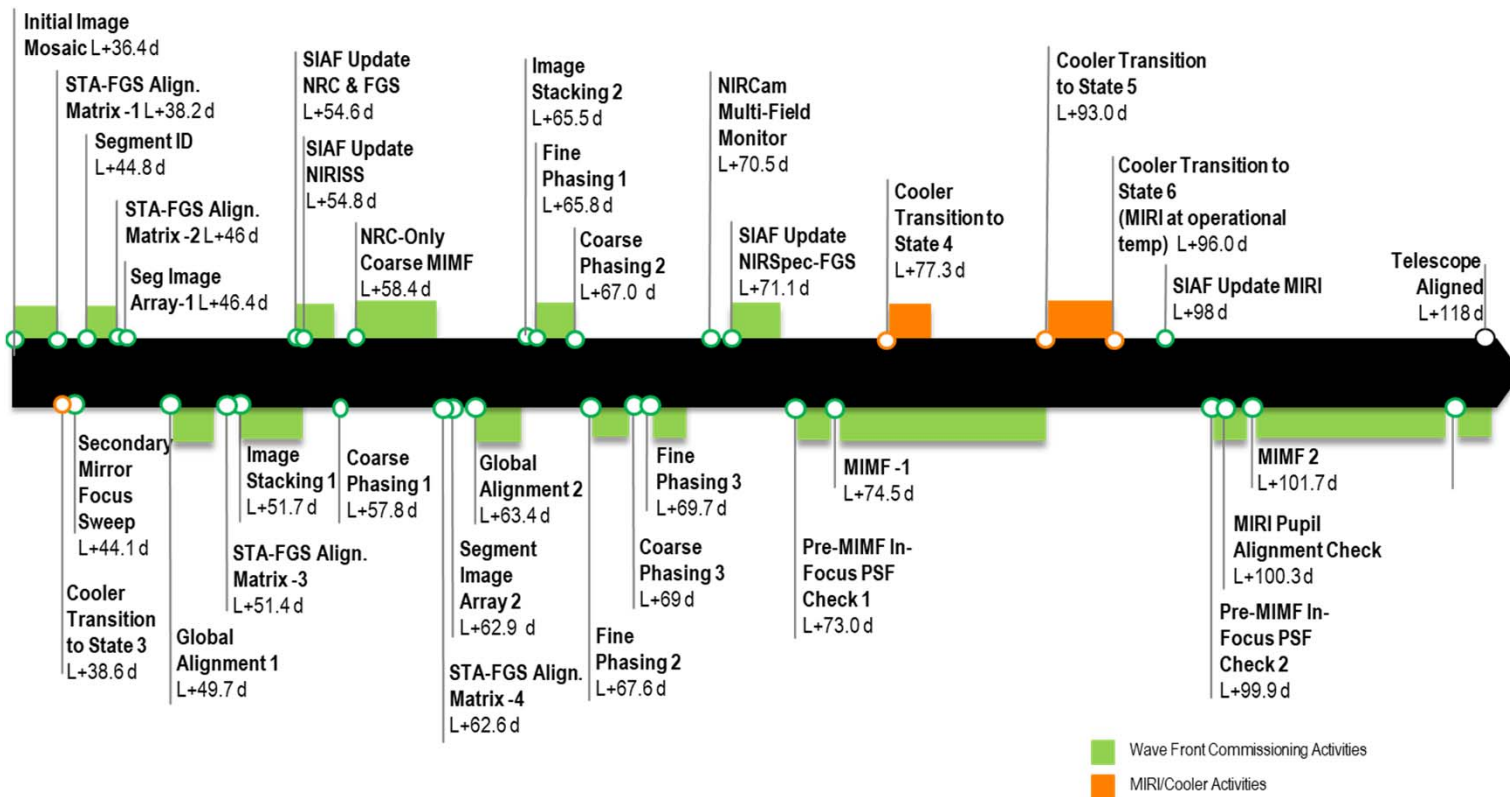 Initial Image
Mosaic L+36.4 d
STA-FGS Align.
Matrix -1 L+38.2 d
Segment ID
L+44.8 d
STA-FGS Align.
Matrix -2 L+46 d
Seg Image
Array-1 L+46.4 d
SIAF Update
NRC & FGS
L+54.6 d
SIAF Update
NIRISS
L+54.8 d
NRC-Only
Coarse MIMF
L+58.4 d
Image
Stacking 2
L+65.5 d
Fine
Phasing 1
L+65.8 d
Coarse
Phasing 2
L+67.0 d
NIRCam
Multi-Field
Monitor
L+70.5 d
SIAF Update
NIRSpec-FGS
L+71.1 d
Cooler
Transition to
State 4
L+77.3 d
Cooler Transition
to State 5
L+93.0 d
Cooler Transition to
State 6
(MIRI at operational
temp) L+96.0 d
SIAF Update MIRI
L+98 d
Telescope
Aligned
L+118 d
Secondary
Mirror
Focus
Sweep
L+44.1 d
Cooler
Transition
to State 3
L+38.6 d
Global
Alignment 1
L+49.7 d
STA-FGS Align.
Matrix -3
L+51.4 d
Image
Stacking 1
L+51.7 d
Coarse
Phasing 1
L+57.8 d
STA-FGS Align.
Matrix -4
L+62.6 d
Segment
Image
Array 2
L+62.9 d
Global
Alignment 2
L+63.4 d
Fine
Phasing 2
L+67.6 d
Coarse
Phasing 3
L+69 d
Fine
Phasing 3
L+69.7 d
Pre-MIMF In-
Focus PSF
Check 1
L+73.0 d
MIMF -1
L+74.5 d
Pre-MIMF In-
Focus PSF
Check 2
L+99.9 d
MIRI Pupil
Alignment Check
L+100.3 d
MIMF 2
L+101.7 d
Wave Front Commissioning Activities
MIRI/Cooler Activities